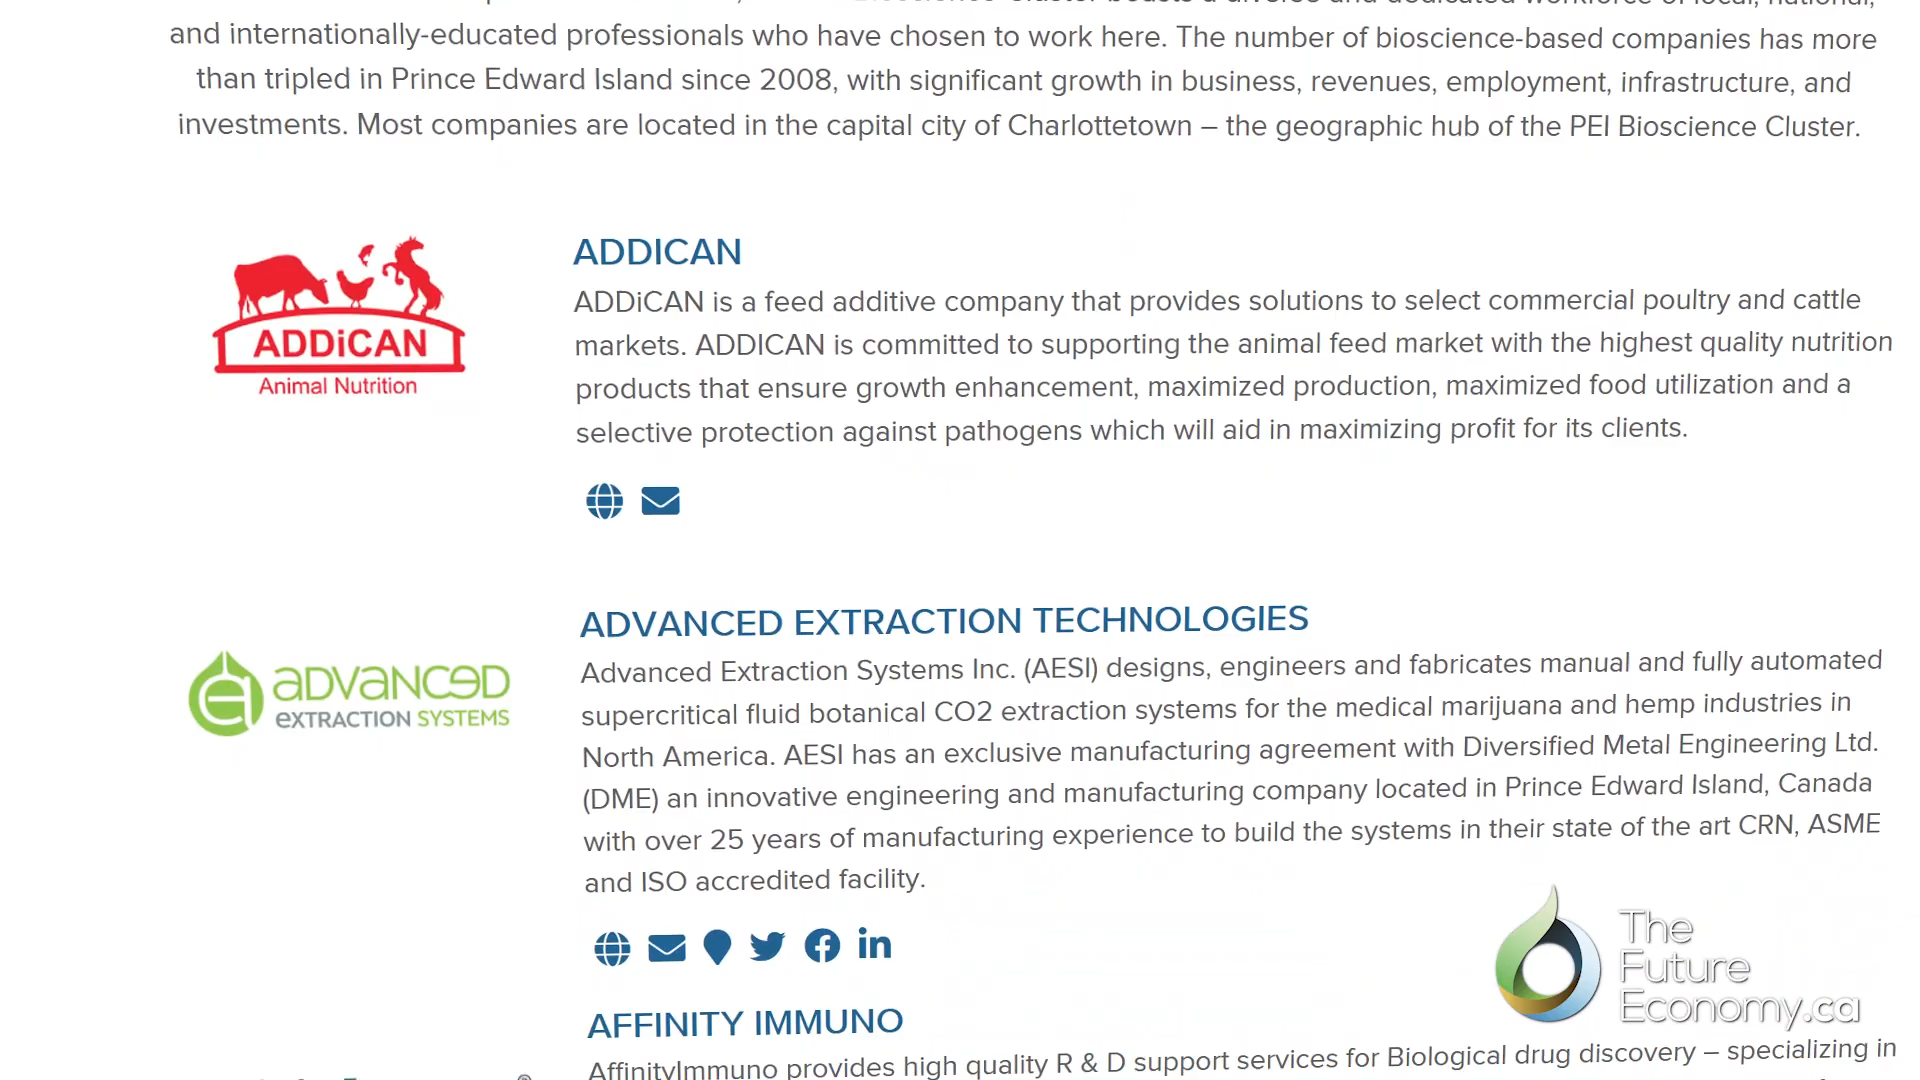 and internationally-educated professionals who have chosen to work here. The number of bioscience-based companies has more
than tripled in Prince Edward Island since 2008, with significant growth in business, revenues, employment, infrastructure, and
investments. Most companies are located in the capital city of Charlottetown – the geographic hub of the PEI Bioscience Cluster.
ADDiCAN
Animal Nutrition
ADDICAN
ADDiCAN is a feed additive company that provides solutions to select commercial poultry and cattle
markets. ADDICAN is committed to supporting the animal feed market with the highest quality nutrition
products that ensure growth enhancement, maximized production, maximized food utilization and a
selective protection against pathogens which will aid in maximizing profit for its clients.
ADVANCED
EXTRACTION SYSTEMS
ADVANCED EXTRACTION TECHNOLOGIES
Advanced Extraction Systems Inc. (AESI) designs, engineers and fabricates manual and fully automated
supercritical fluid botanical CO2 extraction systems for the medical marijuana and hemp industries in
North America. AESI has an exclusive manufacturing agreement with Diversified Metal Engineering Ltd.
(DME) an innovative engineering and manufacturing company located in Prince Edward Island, Canada
with over 25 years of manufacturing experience to build the systems in their state of the art CRN, ASME
and ISO accredited facility.
AFFINITY IMMUNO
AffinityImmuno provides high quality R & D support services for Biological drug discovery – specializing in
The
Future
Economy.ca